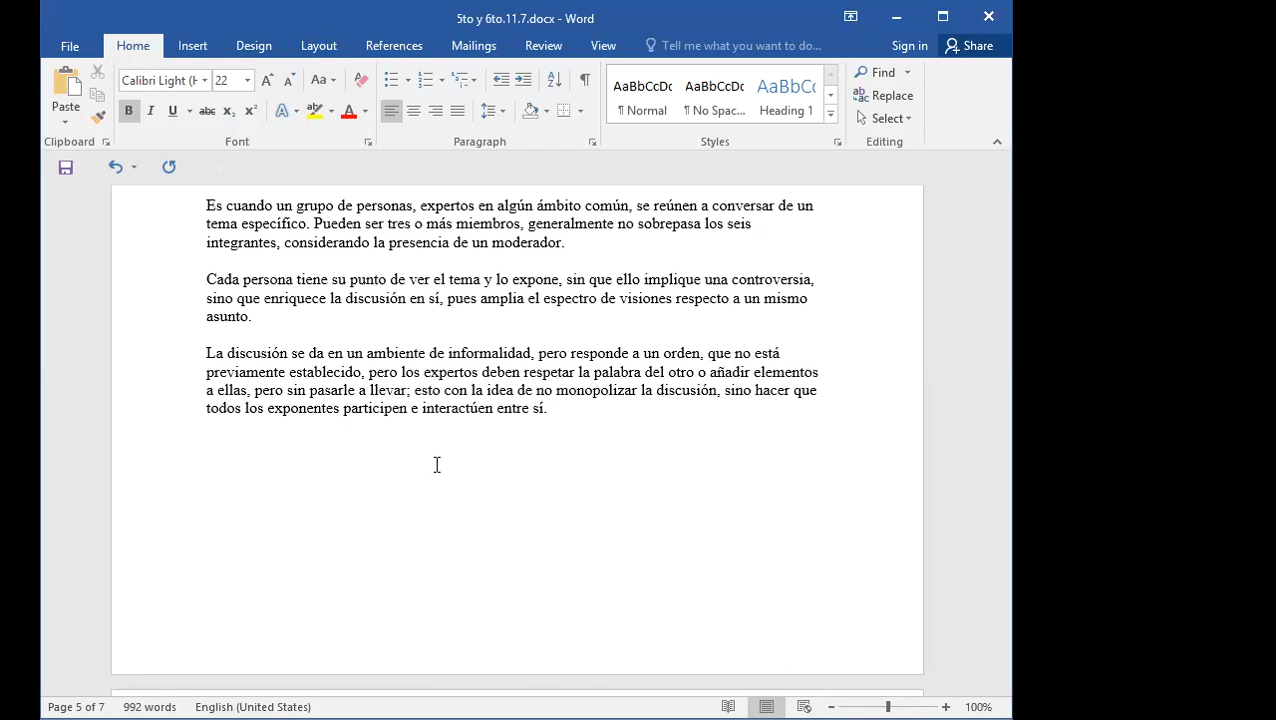 5to y 6to.11.7.docx - Word
File Home Insert Design Layout References Mailings Review View Tell me what you want to do... Sign in Share
Paste
Calibri Light (H 22
Aa
B I U abc x₂ x² A ab A
AaBbCcDc AaBbCcDc AaBbCc
¶ Normal ¶ No Spac... Heading 1
Find
Replace
Select
Clipboard Font Paragraph Styles Editing
Es cuando un grupo de personas, expertos en algún ámbito común, se reúnen a conversar de un
tema específico. Pueden ser tres o más miembros, generalmente no sobrepasa los seis
integrantes, considerando la presencia de un moderador.
Cada persona tiene su punto de ver el tema y lo expone, sin que ello implique una controversia,
sino que enriquece la discusión en sí, pues amplia el espectro de visiones respecto a un mismo
asunto.
La discusión se da en un ambiente de informalidad, pero responde a un orden, que no está
previamente establecido, pero los expertos deben respetar la palabra del otro o añadir elementos
a ellas, pero sin pasarle a llevar; esto con la idea de no monopolizar la discusión, sino hacer que
todos los exponentes participen e interactúen entre sí.
Page 5 of 7 992 words English (United States) 100%